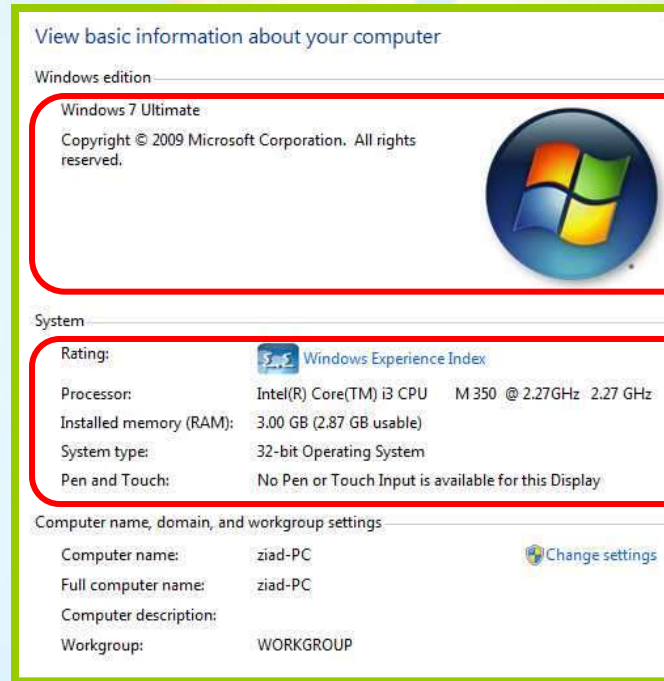 View basic information about your computer
Windows edition
Windows 7 Ultimate
Copyright © 2009 Microsoft Corporation. All rights
reserved.
System
Rating: 5,5 Windows Experience Index
Processor: Intel(R) Core(TM) i3 CPU M 350 @ 2.27GHz 2.27 GHz
Installed memory (RAM): 3.00 GB (2.87 GB usable)
System type: 32-bit Operating System
Pen and Touch: No Pen or Touch Input is available for this Display
Computer name, domain, and workgroup settings
Computer name: ziad-PC Change settings
Full computer name: ziad-PC
Computer description:
Workgroup: WORKGROUP